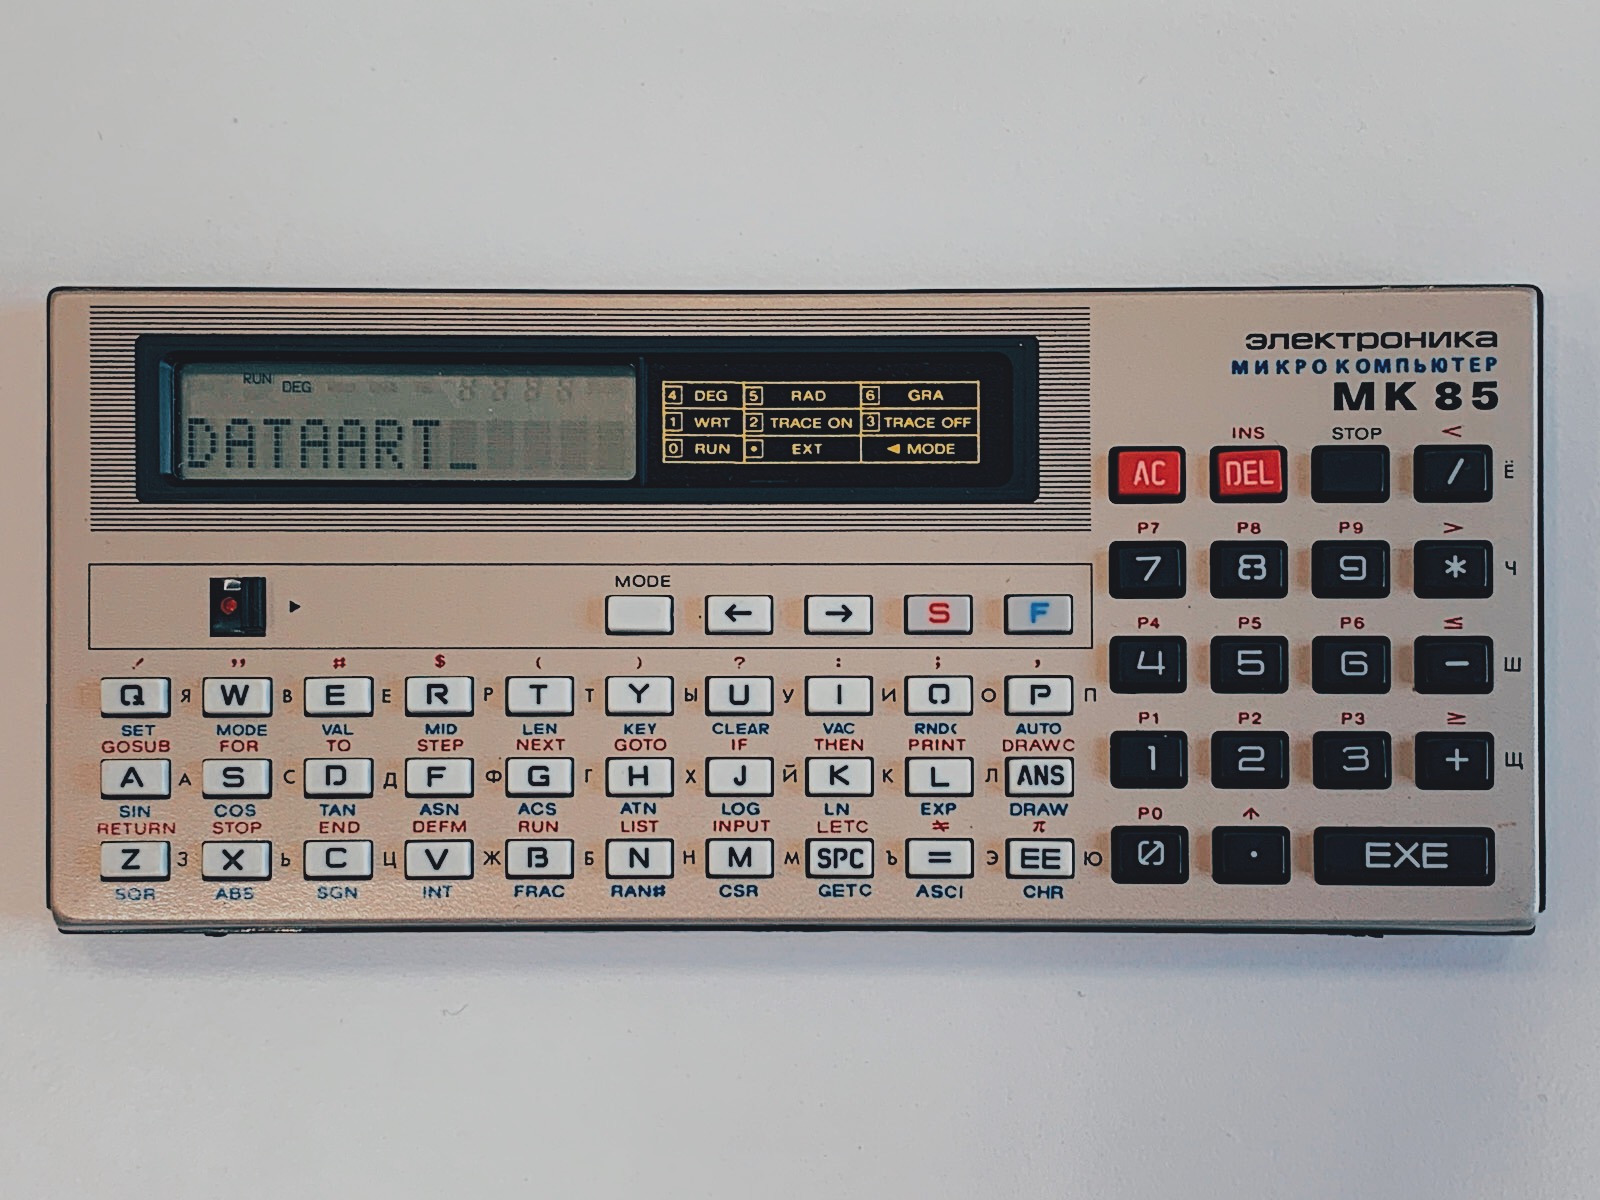 электроника
МИКРОКОМПЬЮТЕР
МК 85
RUN DEG
DATAART_
4 DEG 5 RAD 6 GRA
1 WRT 2 TRACE ON 3 TRACE OFF
0 RUN • EXT ◄ MODE
INS STOP <
AC DEL / Ё
P7 P8 P9 >
7 8 9 * Ч
P4 P5 P6 ≤
4 5 6 − Ш
P1 P2 P3 ≥
1 2 3 + Щ
P0 ↑
0 . EXE
MODE
← → S F
! " # $ ( ) ? : ; ,
Q Я W В E Е R Р T Т Y Ы U У I И O О P П
SET MODE VAL MID LEN KEY CLEAR VAC RND( AUTO
GOSUB FOR TO STEP NEXT GOTO IF THEN PRINT DRAWC
A А S С D Д F Ф G Г H Х J Й K К L Л ANS
SIN COS TAN ASN ACS ATN LOG LN EXP DRAW
RETURN STOP END DEFM RUN LIST INPUT LETC ≠ π
Z З X Ь C Ц V Ж B Б N Н M М SPC Ъ = Э EE Ю
SQR ABS SGN INT FRAC RAN# CSR GETC ASCI CHR